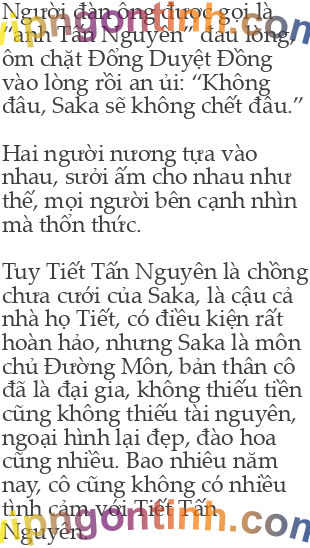 Người đàn ông được gọi là
“anh Tấn Nguyên” đau lòng,
ôm chặt Đổng Duyệt Đồng
vào lòng rồi an ủi: “Không
đâu, Saka sẽ không chết đâu.”
Hai người nương tựa vào
nhau, sưởi ấm cho nhau như
thế, mọi người bên cạnh nhìn
mà thổn thức.
Tuy Tiết Tấn Nguyên là chồng
chưa cưới của Saka, là cậu cả
nhà họ Tiết, có điều kiện rất
hoàn hảo, nhưng Saka là môn
chủ Đường Môn, bản thân cô
đã là đại gia, không thiếu tiền
cũng không thiếu tài nguyên,
ngoại hình lại đẹp, đào hoa
cũng nhiều. Bao nhiêu năm
nay, cô cũng không có nhiều
tình cảm với Tiết Tấn
Nguyên.
vipngontinh.com
vipngontinh.com